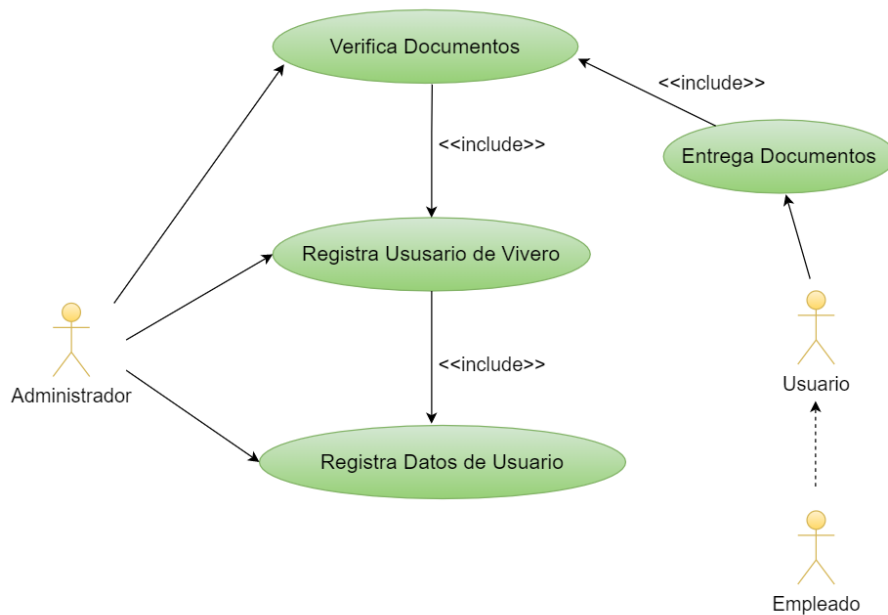 Verifica Documentos
<<include>>
<<include>>
Entrega Documentos
Registra Ususario de Vivero
<<include>>
Administrador
Usuario
Registra Datos de Usuario
Empleado